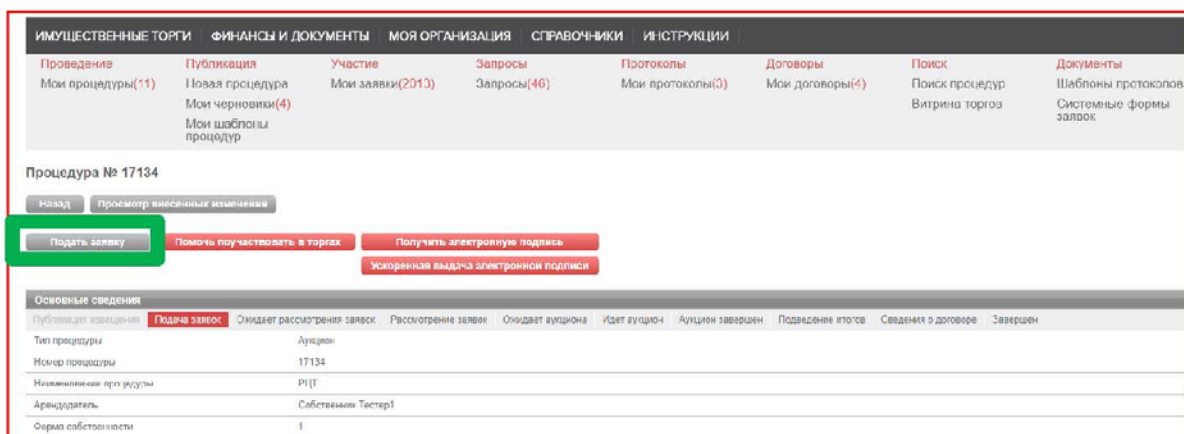 ИМУЩЕСТВЕННЫЕ ТОРГИ ФИНАНСЫ И ДОКУМЕНТЫ МОЯ ОРГАНИЗАЦИЯ СПРАВОЧНИКИ ИНСТРУКЦИИ
Проведение Публикация Участие Запросы Протоколы Договоры Поиск Документы
Мои процедуры(11) Новая процедура Мои заявки(2013) Запросы(46) Мои протоколы(3) Мои договоры(4) Поиск процедур Шаблоны протоколов
Мои черновики(4) Витрина торгов Системные формы
Мои шаблоны заявок
процедур
Процедура № 17134
Назад Просмотр внесенных изменений
Подать заявку Помочь поучаствовать в торгах Получить электронную подпись
Ускоренная выдача электронной подписи
Основные сведения
Публикация извещения Подача заявок Ожидает рассмотрения заявок Рассмотрение заявок Ожидает аукциона Идет аукцион Аукцион завершен Подведение итогов Сведения о договоре Завершен
Тип процедуры Аукцион
Номер процедуры 17134
Наименование процедуры РЦТ
Арендодатель Собственник Тестер1
Форма собственности 1